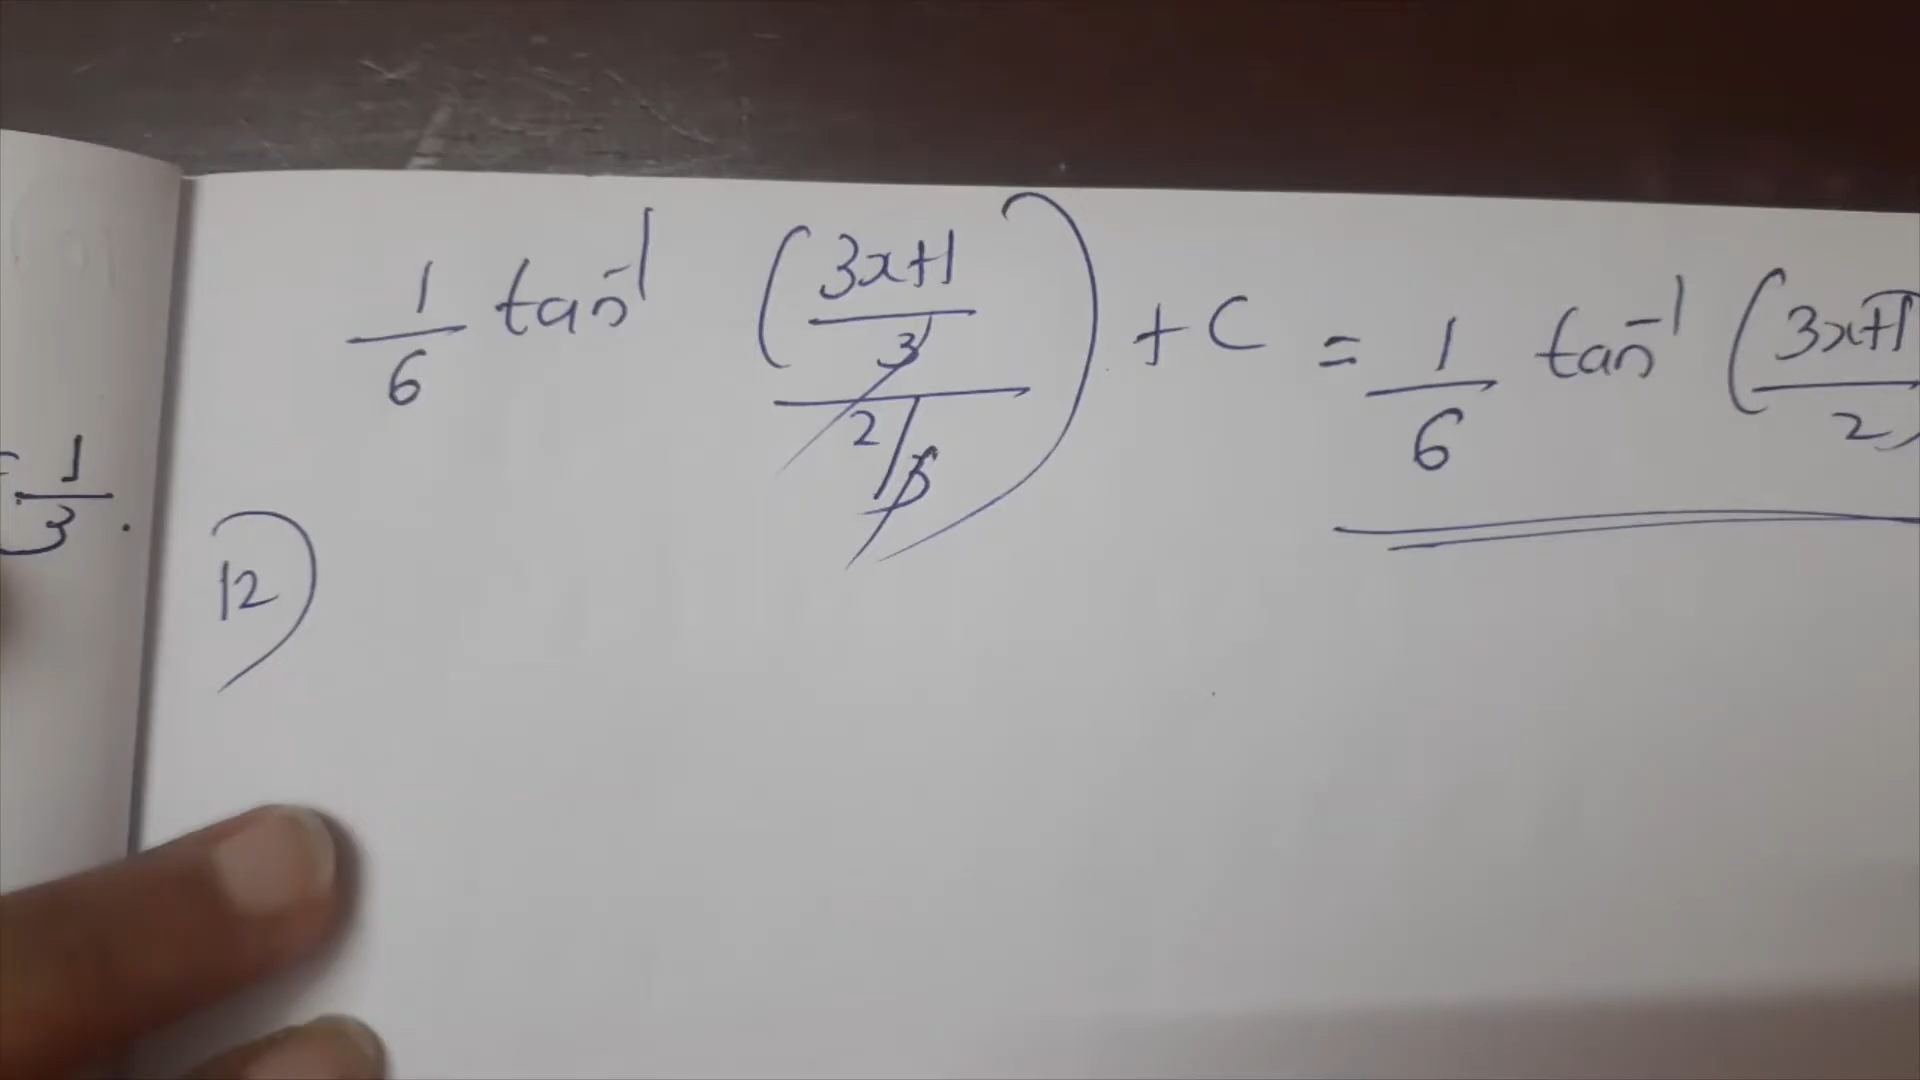 1/6 tan⁻¹ ((3x+1)/3 / 2/3) + C = 1/6 tan⁻¹ ((3x+1)/2)
= 1/3.
12)